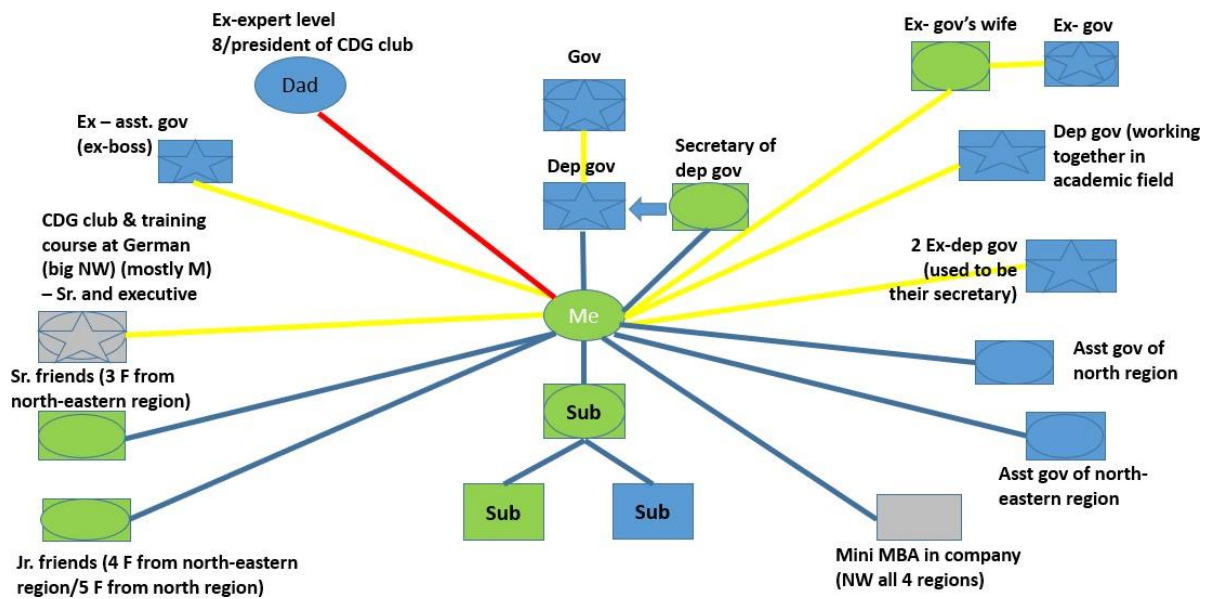 Ex-expert level
8/president of CDG club
Dad
Gov
Ex- gov's wife
Ex- gov
Ex – asst. gov
(ex-boss)
Dep gov
Secretary of
dep gov
Dep gov (working
together in
academic field
CDG club & training
course at German
(big NW) (mostly M)
– Sr. and executive
2 Ex-dep gov
(used to be
their secretary)
Me
Sr. friends (3 F from
north-eastern region)
Asst gov of
north region
Sub
Sub
Sub
Asst gov of north-
eastern region
Jr. friends (4 F from north-eastern
region/5 F from north region)
Mini MBA in company
(NW all 4 regions)